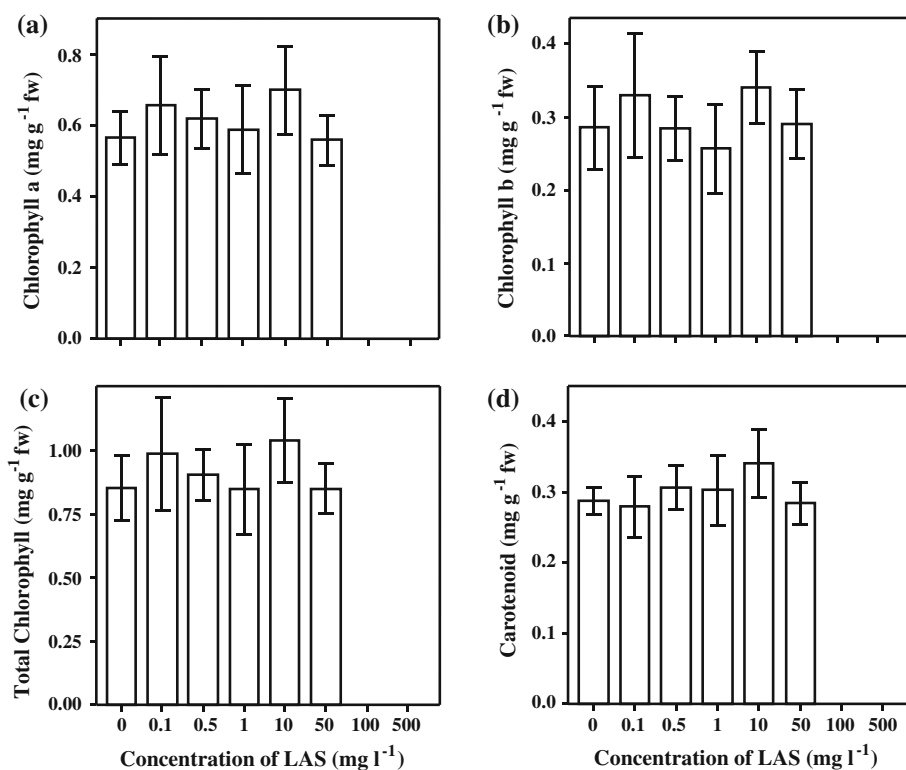 (a)
Chlorophyll a (mg g⁻¹ fw)
0.8
0.6
0.4
0.2
0.0
(b)
Chlorophyll b (mg g⁻¹ fw)
0.4
0.3
0.2
0.1
0.0
(c)
Total Chlorophyll (mg g⁻¹ fw)
1.00
0.75
0.50
0.25
0.00
0 0.1 0.5 1 10 50 100 500
Concentration of LAS (mg l⁻¹)
(d)
Carotenoid (mg g⁻¹ fw)
0.4
0.3
0.2
0.1
0.0
0 0.1 0.5 1 10 50 100 500
Concentration of LAS (mg l⁻¹)